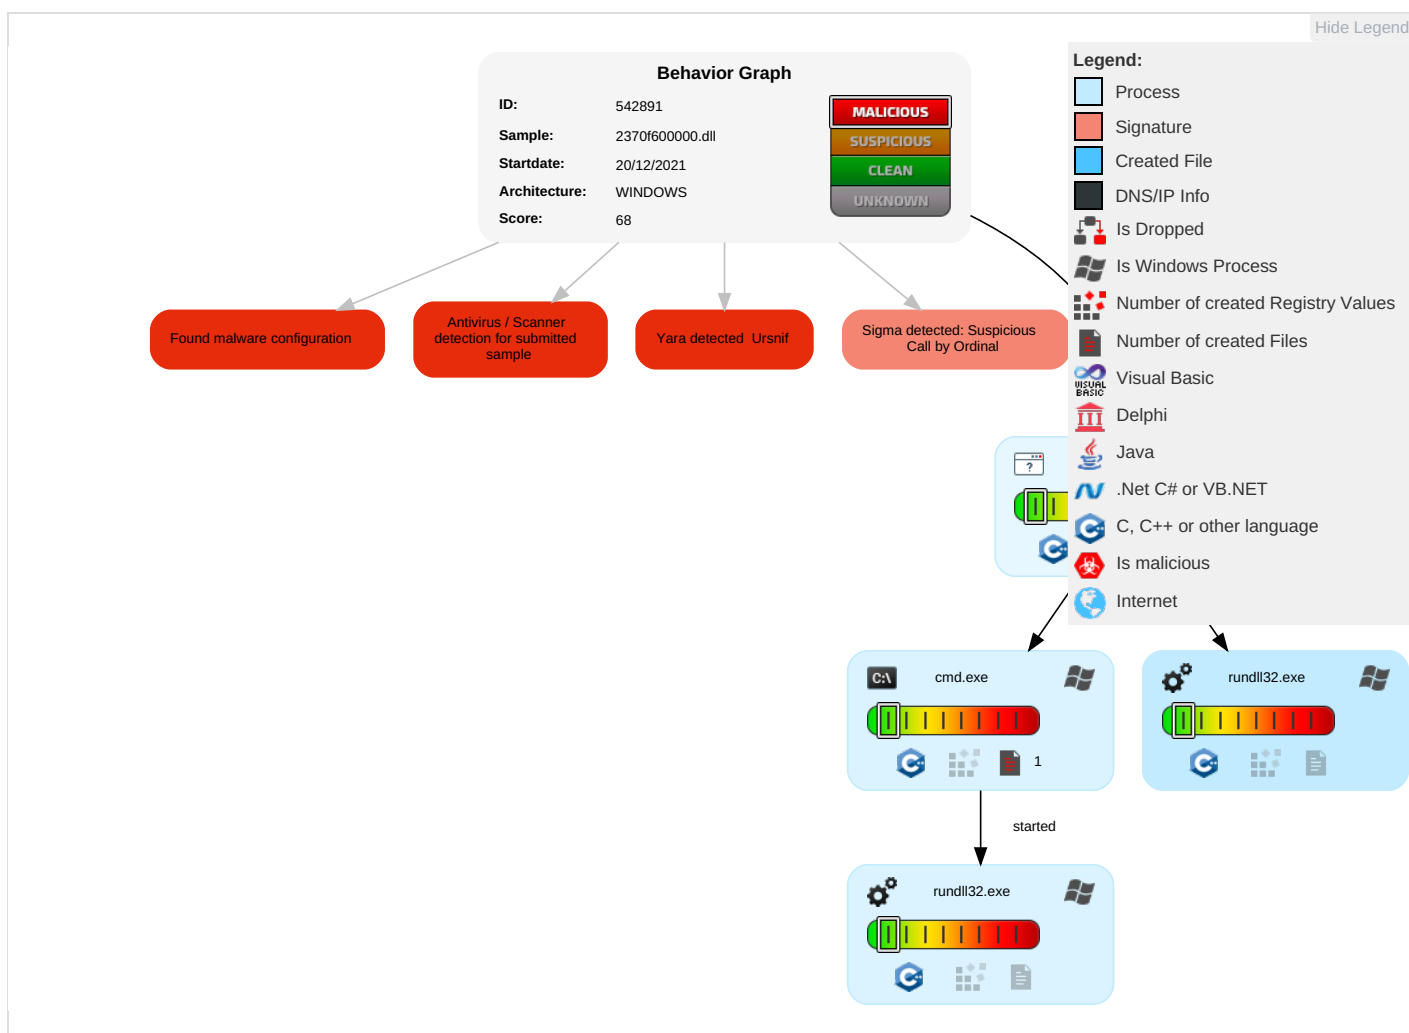 Hide Legend
Behavior Graph
ID: 542891
Sample: 2370f600000.dll
Startdate: 20/12/2021
Architecture: WINDOWS
Score: 68
MALICIOUS
SUSPICIOUS
CLEAN
UNKNOWN
Legend:
Process
Signature
Created File
DNS/IP Info
Is Dropped
Is Windows Process
Number of created Registry Values
Number of created Files
VISUAL
BASIC
Visual Basic
Delphi
Java
.Net C# or VB.NET
C, C++ or other language
Is malicious
Internet
Found malware configuration
Antivirus / Scanner
detection for submitted
sample
Yara detected  Ursnif
Sigma detected: Suspicious
Call by Ordinal
?
C:\
cmd.exe
1
rundll32.exe
started
rundll32.exe